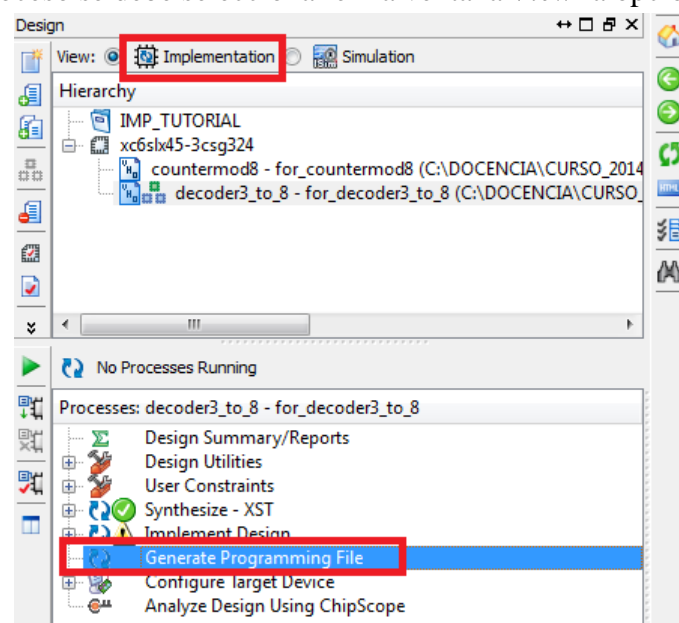 Design
View: Implementation Simulation
Hierarchy
IMP_TUTORIAL
xc6slx45-3csg324
countermod8 - for_countermod8 (C:\DOCENCIA\CURSO_2014
decoder3_to_8 - for_decoder3_to_8 (C:\DOCENCIA\CURSO_
No Processes Running
Processes: decoder3_to_8 - for_decoder3_to_8
Design Summary/Reports
Design Utilities
User Constraints
Synthesize - XST
Implement Design
Generate Programming File
Configure Target Device
Analyze Design Using ChipScope